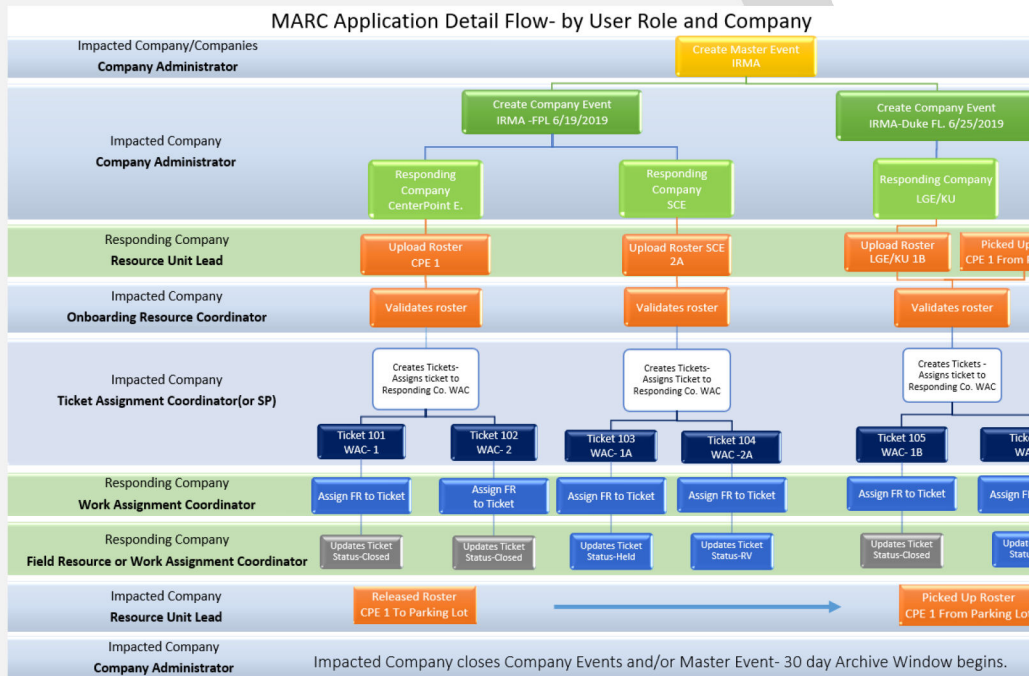 MARC Application Detail Flow- by User Role and Company
Impacted Company/Companies
Company Administrator
Create Master Event
IRMA
Impacted Company
Company Administrator
Create Company Event
IRMA -FPL 6/19/2019
Create Company Event
IRMA-Duke FL. 6/25/2019
Responding
Company
CenterPoint E.
Responding
Company
SCE
Responding Company
LGE/KU
Responding Company
Resource Unit Lead
Upload Roster
CPE 1
Upload Roster SCE
2A
Upload Roster
LGE/KU 1B
Picked Up
CPE 1 From
Impacted Company
Onboarding Resource Coordinator
Validates roster
Validates roster
Validates roster
Impacted Company
Ticket Assignment Coordinator(or SP)
Creates Tickets-
Assigns ticket to
Responding Co. WAC
Creates Tickets-
Assigns ticket to
Responding Co. WAC
Creates Tickets -
Assigns ticket to
Responding Co. WAC
Ticket 101
WAC- 1
Ticket 102
WAC- 2
Ticket 103
WAC- 1A
Ticket 104
WAC -2A
Ticket 105
WAC- 1B
Responding Company
Work Assignment Coordinator
Assign FR to Ticket
Assign FR
to Ticket
Assign FR to Ticket
Assign FR to Ticket
Assign FR to Ticket
Assign
Responding Company
Field Resource or Work Assignment Coordinator
Updates Ticket
Status-Closed
Updates Ticket
Status-Closed
Updates Ticket
Status-Held
Updates Ticket
Status-RV
Updates Ticket
Status-Closed
Impacted Company
Resource Unit Lead
Released Roster
CPE 1 To Parking Lot
Picked Up Roster
CPE 1 From Parking Lot
Impacted Company
Company Administrator
Impacted Company closes Company Events and/or Master Event- 30 day Archive Window begins.